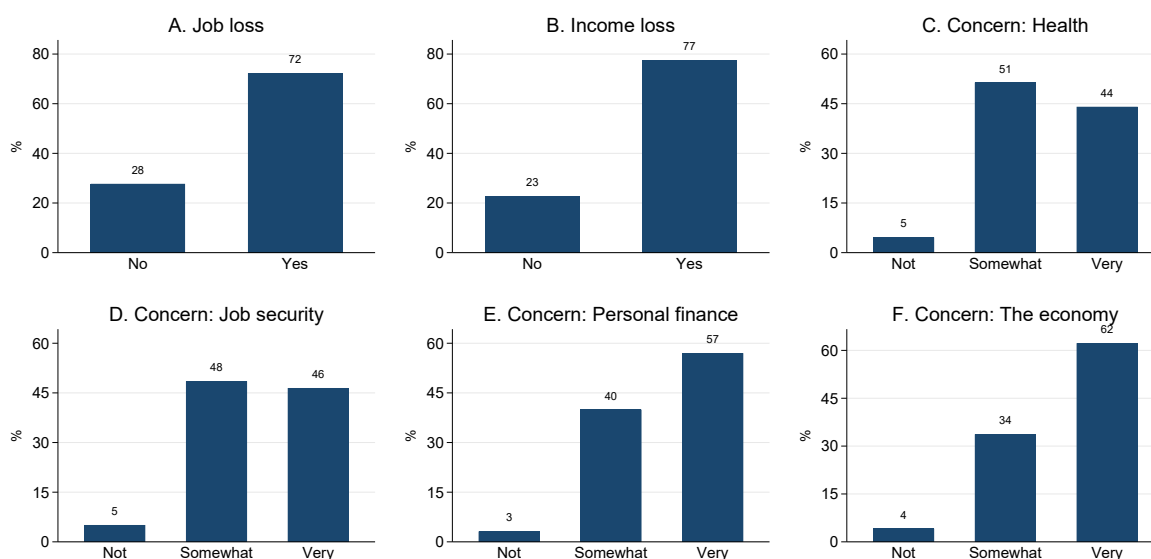 A. Job loss
80
60
40
20
0
%
28
72
No
Yes
B. Income loss
80
60
40
20
0
%
23
77
No
Yes
C. Concern: Health
60
45
30
15
0
%
5
51
44
Not
Somewhat
Very
D. Concern: Job security
60
45
30
15
0
%
5
48
46
Not
Somewhat
Very
E. Concern: Personal finance
60
45
30
15
0
%
3
40
57
Not
Somewhat
Very
F. Concern: The economy
60
45
30
15
0
%
4
34
62
Not
Somewhat
Very